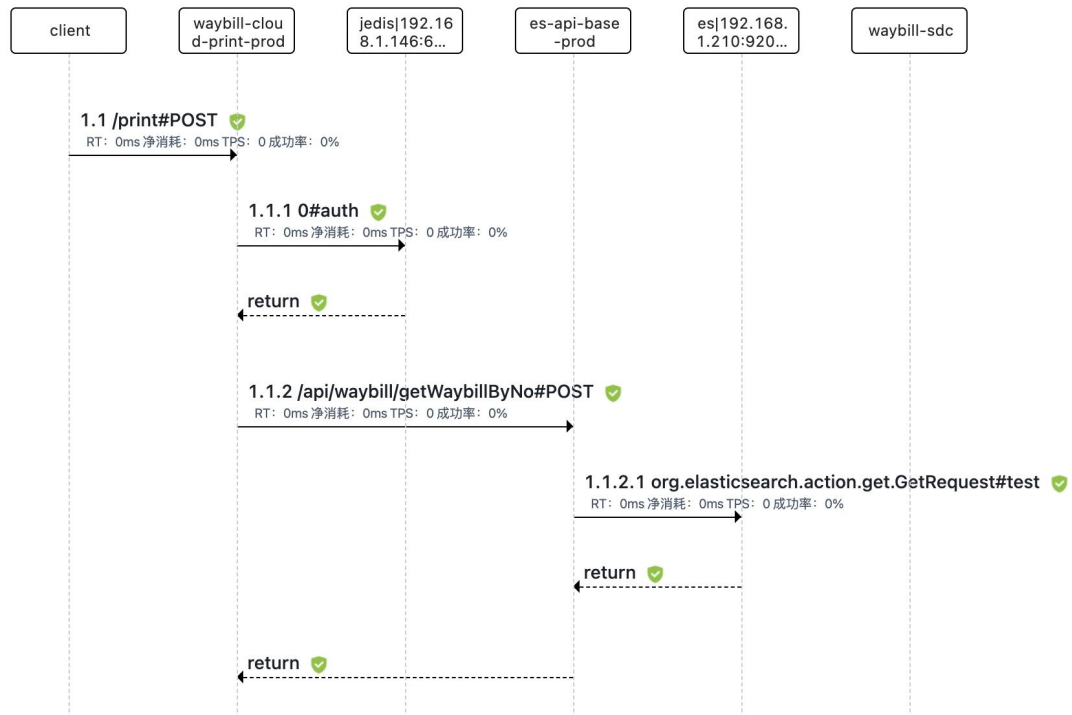 client
waybill-clou
d-print-prod
jedis|192.16
8.1.146:6...
es-api-base
-prod
es|192.168.
1.210:920...
waybill-sdc
1.1 /print#POST
RT：0ms 净消耗：0ms TPS：0 成功率：0%
1.1.1 0#auth
RT：0ms 净消耗：0ms TPS：0 成功率：0%
return
1.1.2 /api/waybill/getWaybillByNo#POST
RT：0ms 净消耗：0ms TPS：0 成功率：0%
1.1.2.1 org.elasticsearch.action.get.GetRequest#test
RT：0ms 净消耗：0ms TPS：0 成功率：0%
return
return